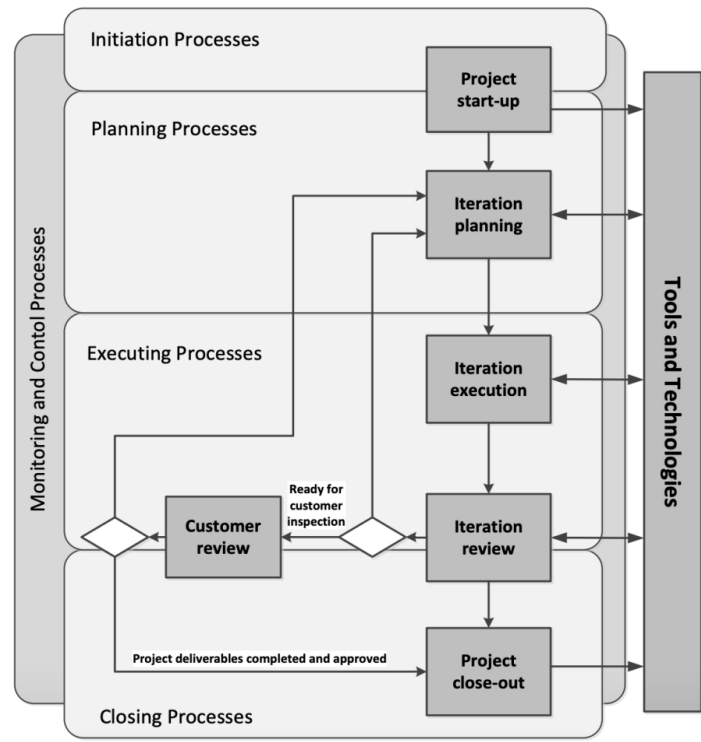 Initiation Processes
Project
start-up
Planning Processes
Iteration
planning
Monitoring and Contol Processes
Tools and Technologies
Executing Processes
Iteration
execution
Ready for
customer
inspection
Customer
review
Iteration
review
Project deliverables completed and approved
Project
close-out
Closing Processes